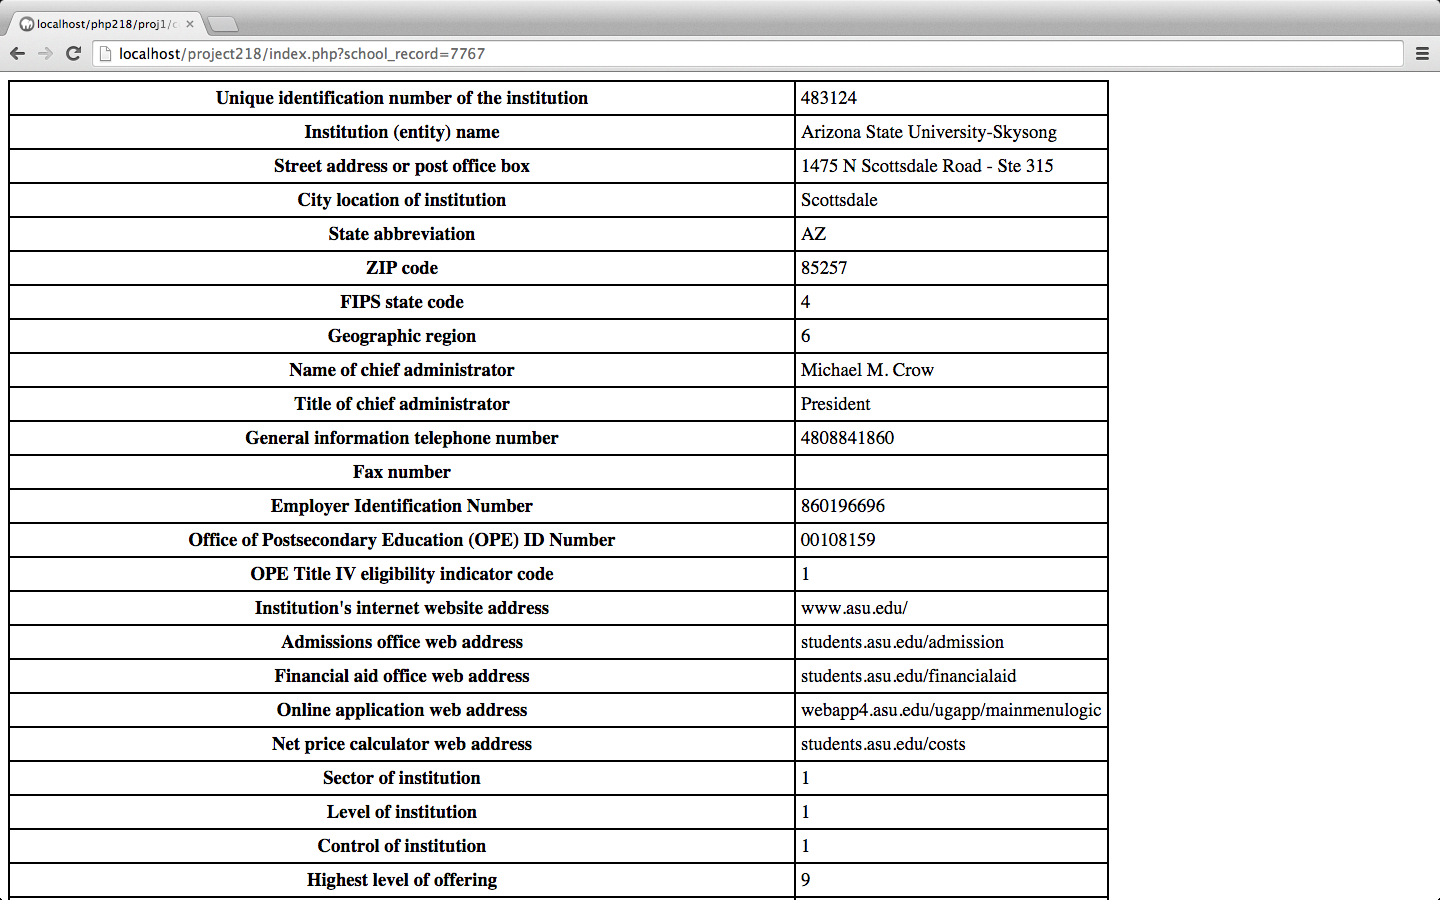 localhost/php218/proj1/c
localhost/project218/index.php?school_record=7767
Unique identification number of the institution 483124
Institution (entity) name Arizona State University-Skysong
Street address or post office box 1475 N Scottsdale Road - Ste 315
City location of institution Scottsdale
State abbreviation AZ
ZIP code 85257
FIPS state code 4
Geographic region 6
Name of chief administrator Michael M. Crow
Title of chief administrator President
General information telephone number 4808841860
Fax number
Employer Identification Number 860196696
Office of Postsecondary Education (OPE) ID Number 00108159
OPE Title IV eligibility indicator code 1
Institution's internet website address www.asu.edu/
Admissions office web address students.asu.edu/admission
Financial aid office web address students.asu.edu/financialaid
Online application web address webapp4.asu.edu/ugapp/mainmenulogic
Net price calculator web address students.asu.edu/costs
Sector of institution 1
Level of institution 1
Control of institution 1
Highest level of offering 9